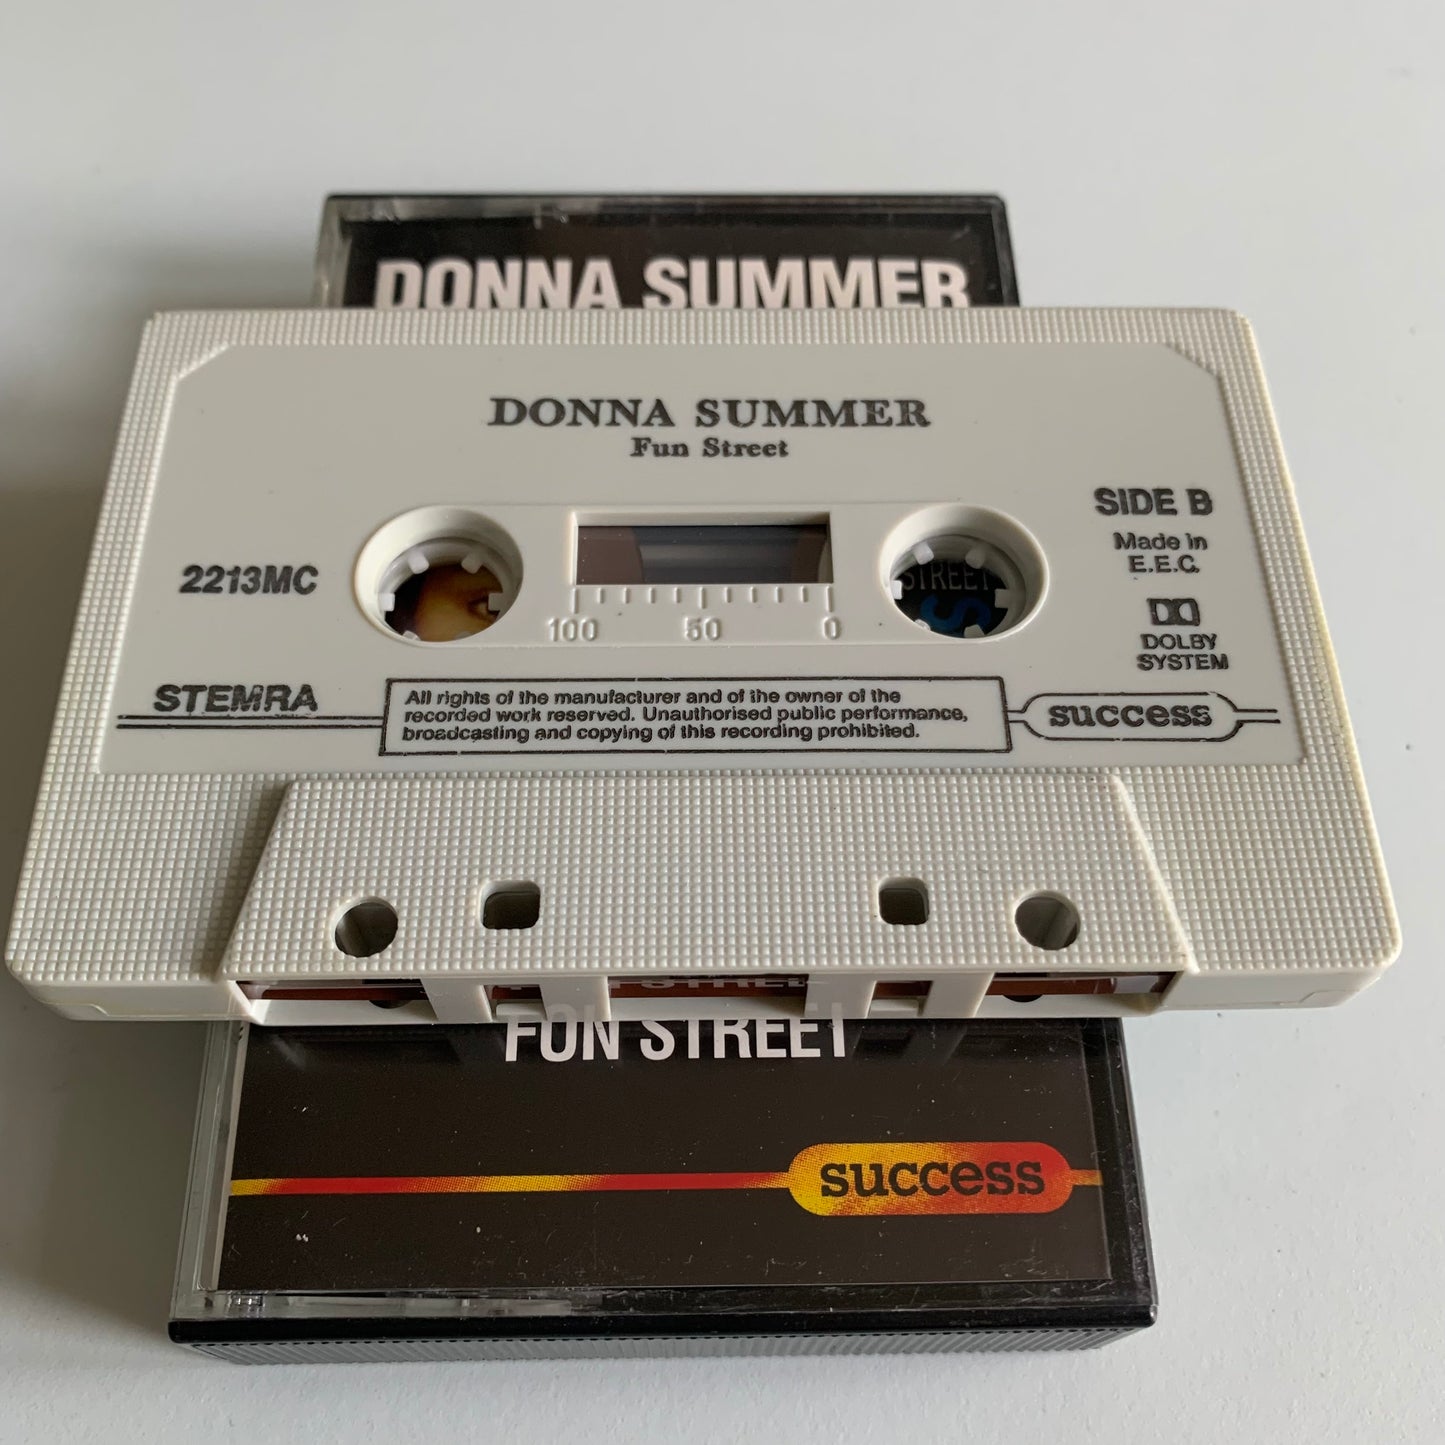 DONNA SUMMER
DONNA SUMMER
Fun Street
SIDE B
Made in
E.E.C.
2213MC
STREET
S
100 50 0
DOLBY
SYSTEM
STEMRA
All rights of the manufacturer and of the owner of the
recorded work reserved. Unauthorised public performance,
broadcasting and copying of this recording prohibited.
success
FUN STREET
success